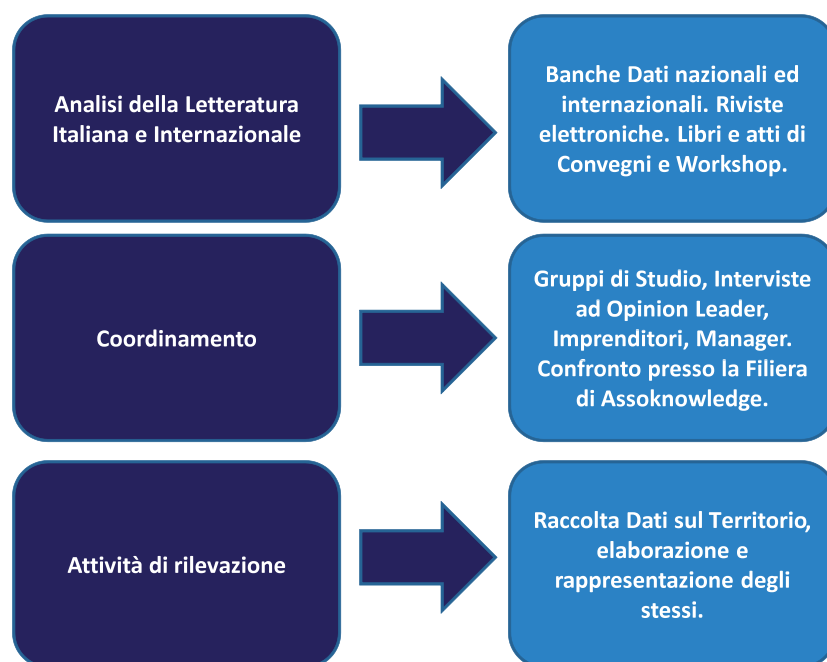 Analisi della Letteratura
Italiana e Internazionale
Banche Dati nazionali ed
internazionali. Riviste
elettroniche. Libri e atti di
Convegni e Workshop.
Coordinamento
Gruppi di Studio, Interviste
ad Opinion Leader,
Imprenditori, Manager.
Confronto presso la Filiera
di Assoknowledge.
Attività di rilevazione
Raccolta Dati sul Territorio,
elaborazione e
rappresentazione degli
stessi.